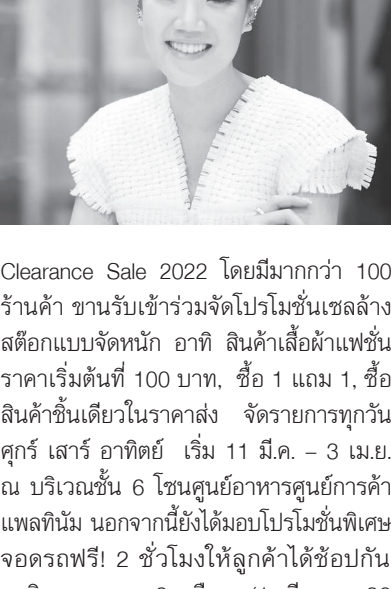 Clearance Sale 2022 โดยมีมากกว่า 100
ร้านค้า ขานรับเข้าร่วมจัดโปรโมชั่นเซลล้าง
สต๊อกแบบจัดหนัก อาทิ สินค้าเสื้อผ้าแฟชั่น
ราคาเริ่มต้นที่ 100 บาท, ซื้อ 1 แถม 1, ซื้อ
สินค้าชิ้นเดียวในราคาส่ง จัดรายการทุกวัน
ศุกร์ เสาร์ อาทิตย์ เริ่ม 11 มี.ค. – 3 เม.ย.
ณ บริเวณชั้น 6 โซนศูนย์อาหารศูนย์การค้า
แพลทินัม นอกจากนี้ยังได้มอบโปรโมชั่นพิเศษ
จอดรถฟรี! 2 ชั่วโมงให้ลูกค้าได้ช้อปกัน